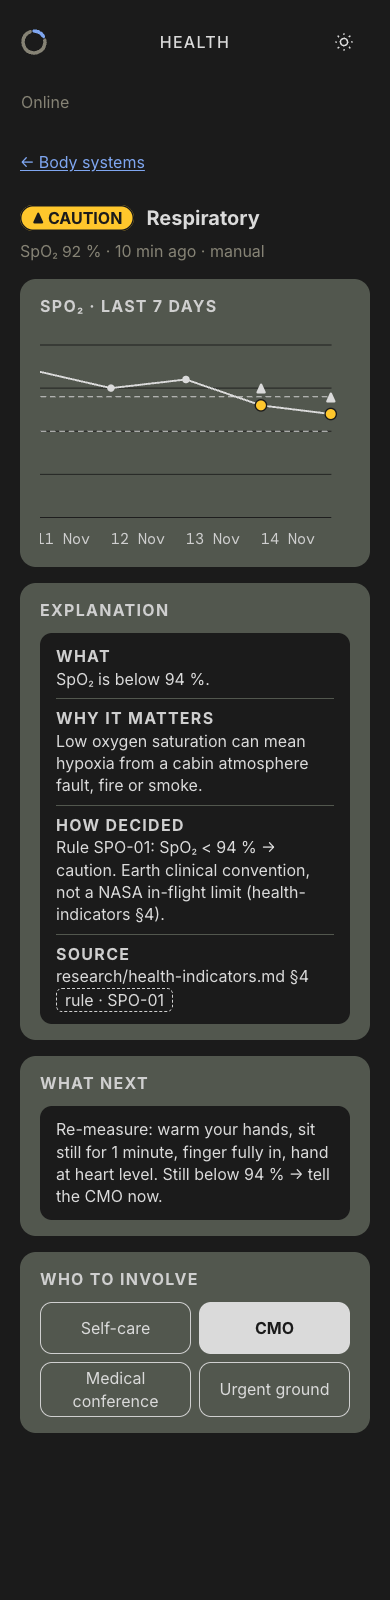 HEALTH
Online
← Body systems
▲ CAUTION Respiratory
SpO₂ 92 % · 10 min ago · manual
SPO₂ · LAST 7 DAYS
11 Nov 12 Nov 13 Nov 14 Nov
EXPLANATION
WHAT
SpO₂ is below 94 %.
WHY IT MATTERS
Low oxygen saturation can mean
hypoxia from a cabin atmosphere
fault, fire or smoke.
HOW DECIDED
Rule SPO-01: SpO₂ < 94 % →
caution. Earth clinical convention,
not a NASA in-flight limit (health-
indicators §4).
SOURCE
research/health-indicators.md §4
rule · SPO-01
WHAT NEXT
Re-measure: warm your hands, sit
still for 1 minute, finger fully in, hand
at heart level. Still below 94 % → tell
the CMO now.
WHO TO INVOLVE
Self-care
CMO
Medical
conference
Urgent ground